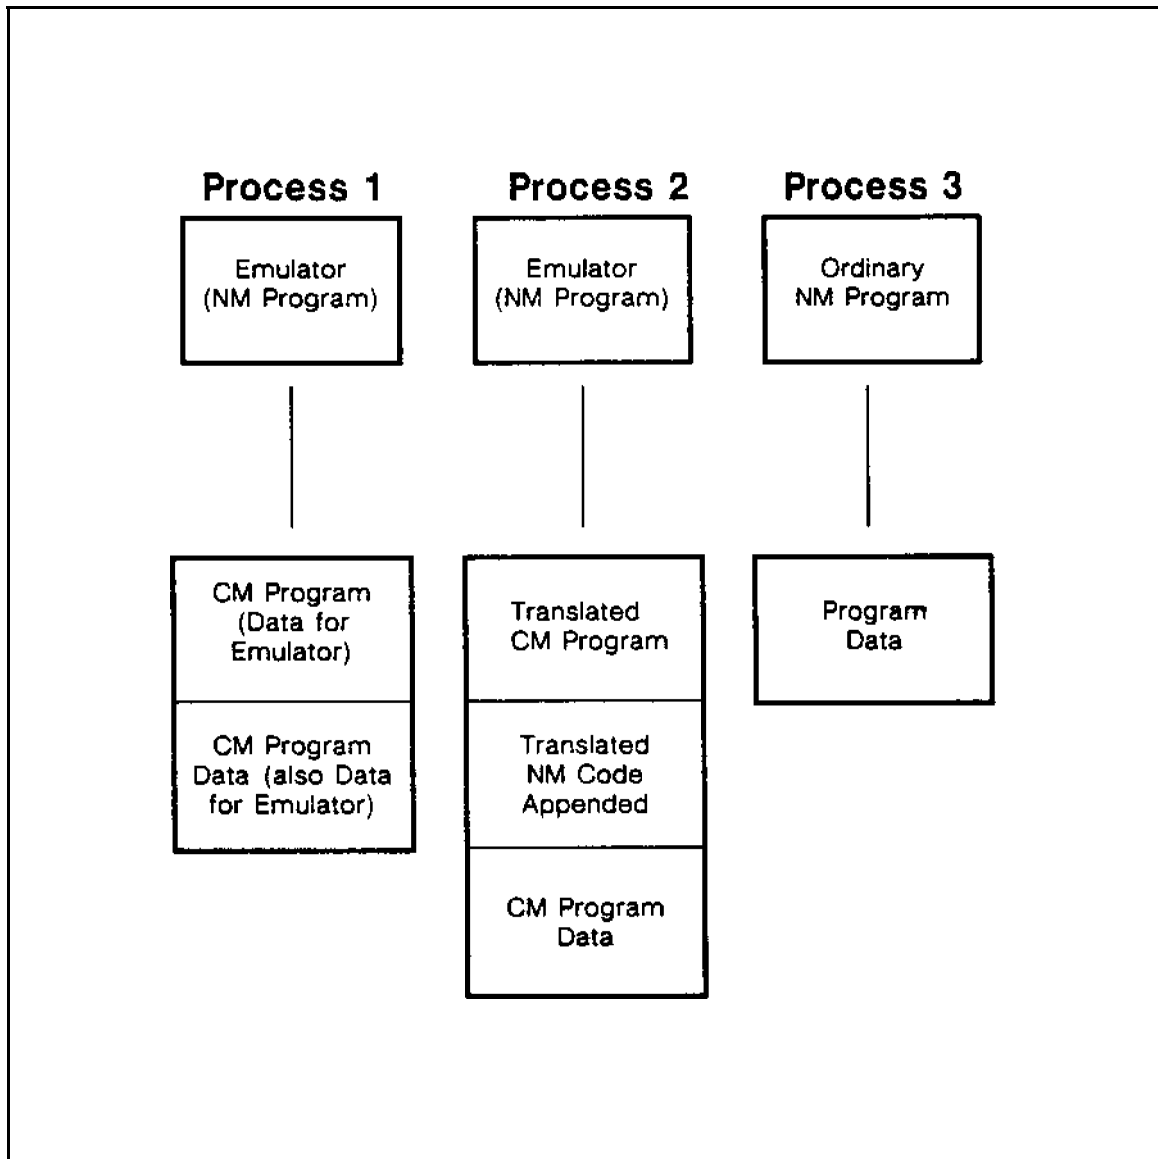 Process 1
Process 2
Process 3
Emulator
(NM Program)
Emulator
(NM Program)
Ordinary
NM Program
CM Program
(Data for
Emulator)
CM Program
Data (also Data
for Emulator)
Translated
CM Program
Translated
NM Code
Appended
CM Program
Data
Program
Data